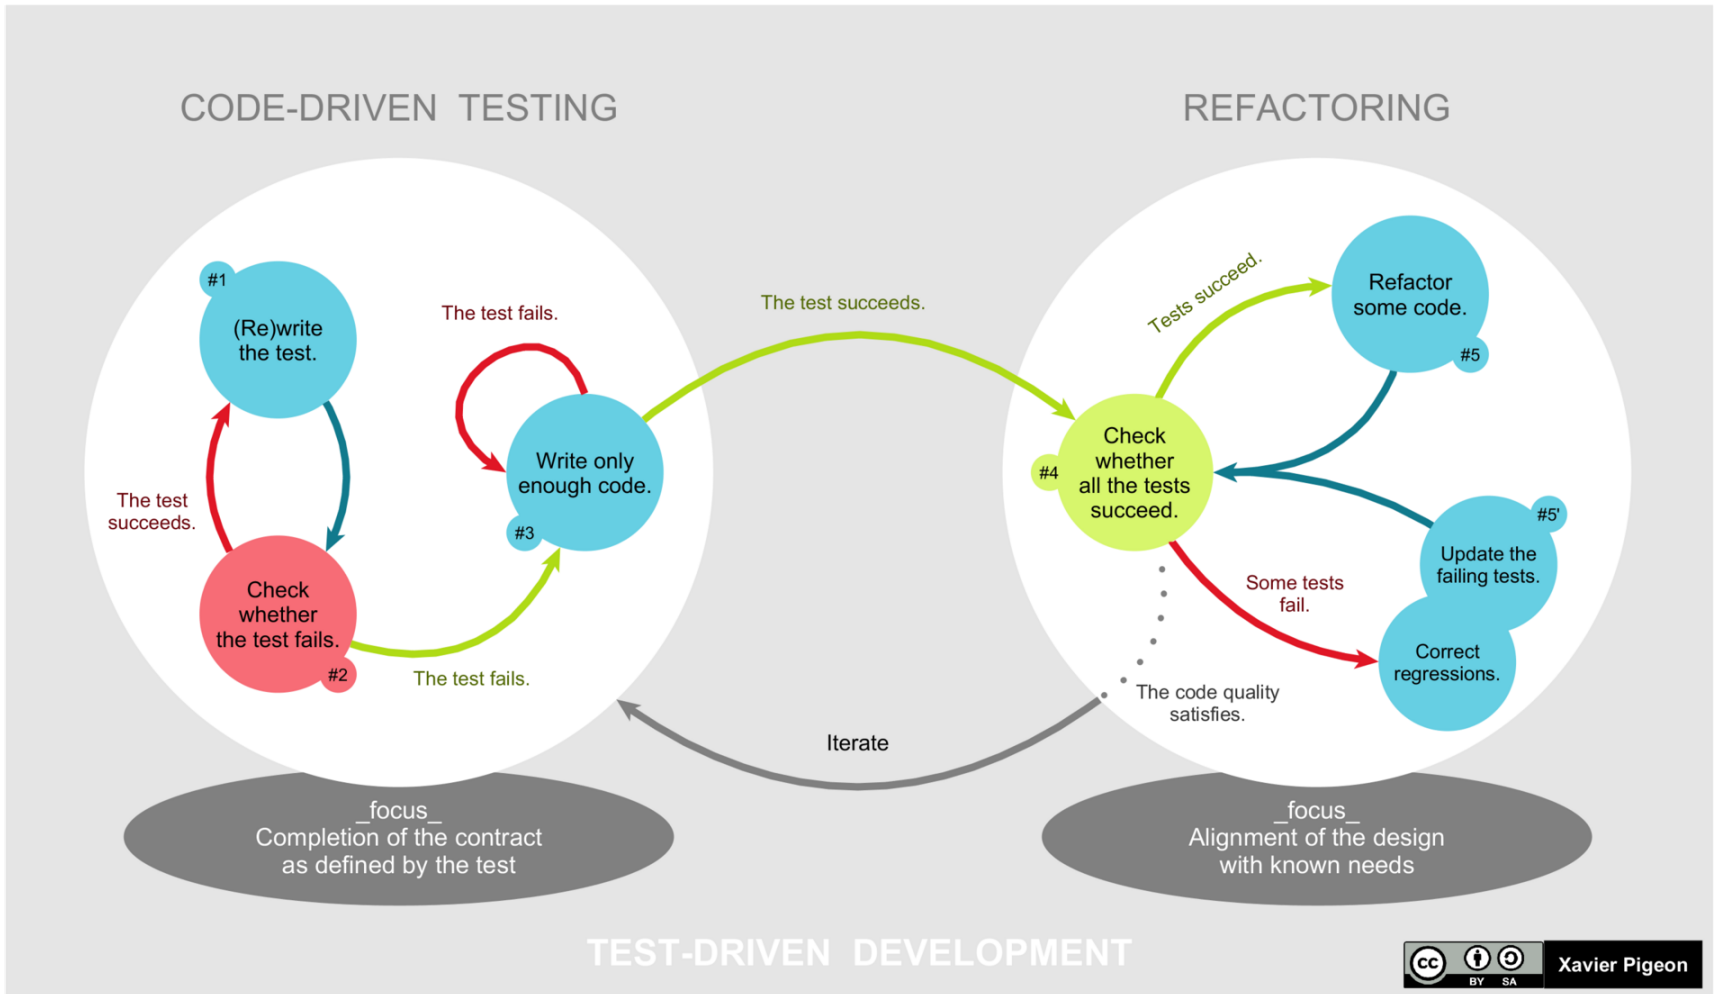 CODE-DRIVEN TESTING
REFACTORING
#1
(Re)write
the test.
The test
succeeds.
Check
whether
the test fails.
#2
The test fails.
The test fails.
Write only
enough code.
#3
The test succeeds.
#4
Check
whether
all the tests
succeed.
Tests succeed.
Refactor
some code.
#5
#5'
Update the
failing tests.
Some tests
fail.
Correct
regressions.
The code quality
satisfies.
Iterate
_focus_
Completion of the contract
as defined by the test
_focus_
Alignment of the design
with known needs
TEST-DRIVEN DEVELOPMENT
cc
BY SA
Xavier Pigeon